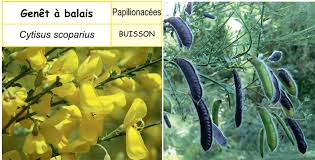 Genêt à balais Papilionacées
Cytisus scoparius BUISSON